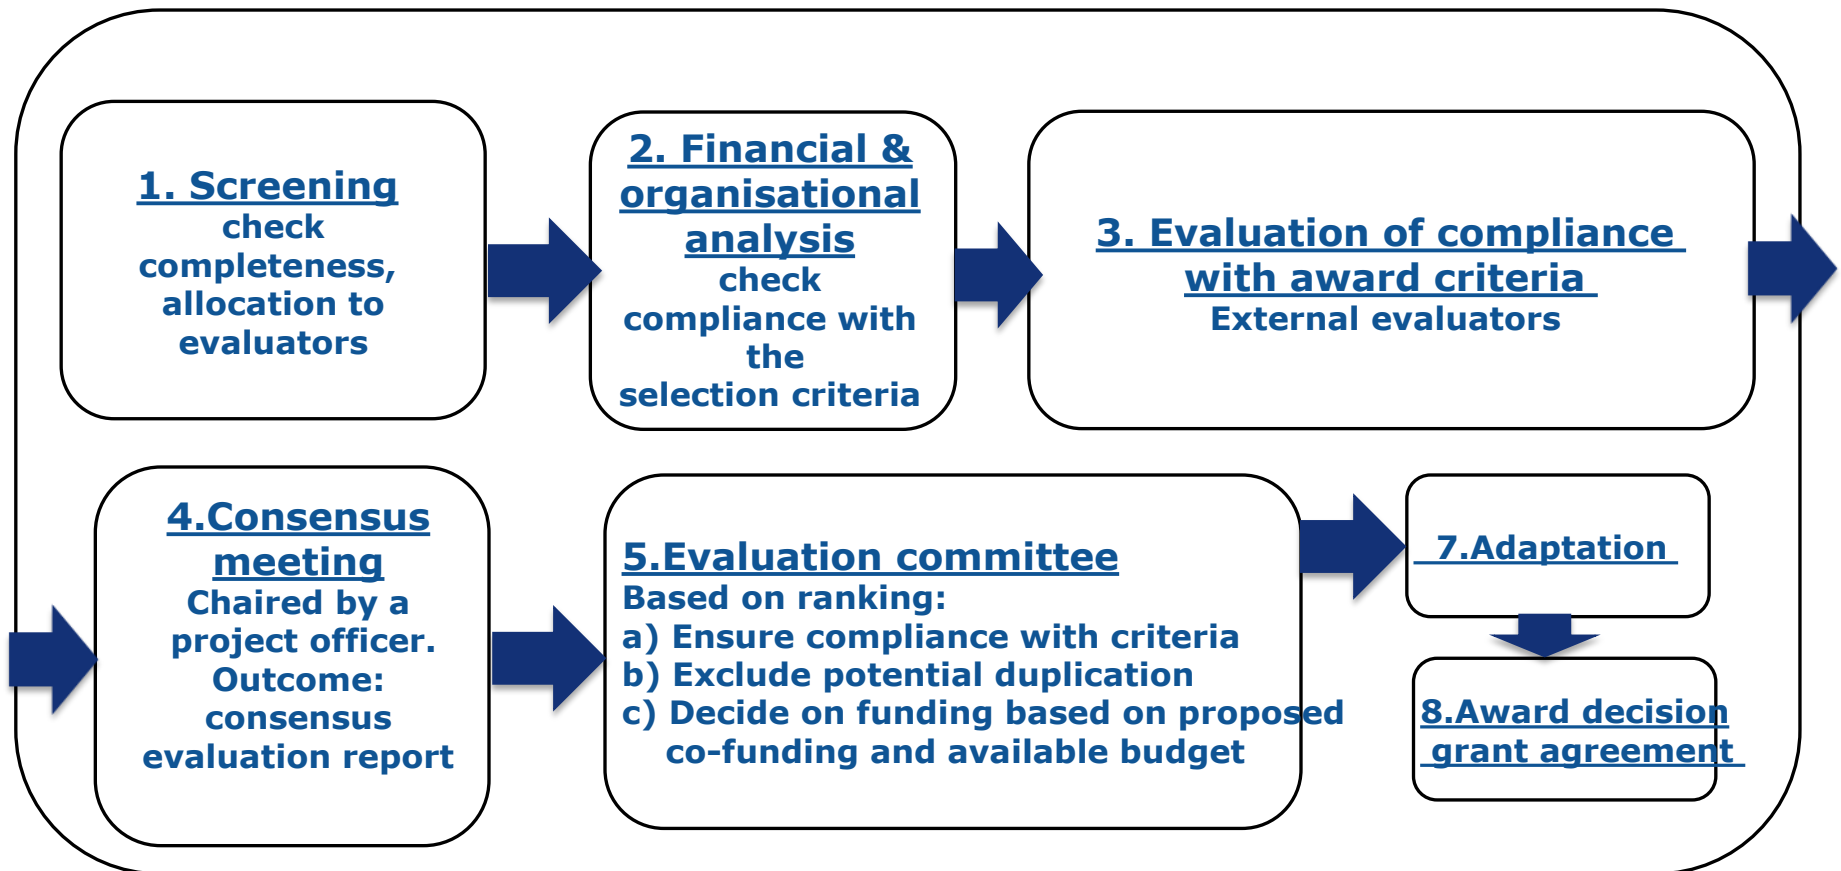 1. Screening
check
completeness,
allocation to
evaluators
2. Financial &
organisational
analysis
check
compliance with
the
selection criteria
3. Evaluation of compliance
with award criteria
External evaluators
4.Consensus
meeting
Chaired by a
project officer.
Outcome:
consensus
evaluation report
5.Evaluation committee
Based on ranking:
a) Ensure compliance with criteria
b) Exclude potential duplication
c) Decide on funding based on proposed
co-funding and available budget
7.Adaptation
8.Award decision
grant agreement